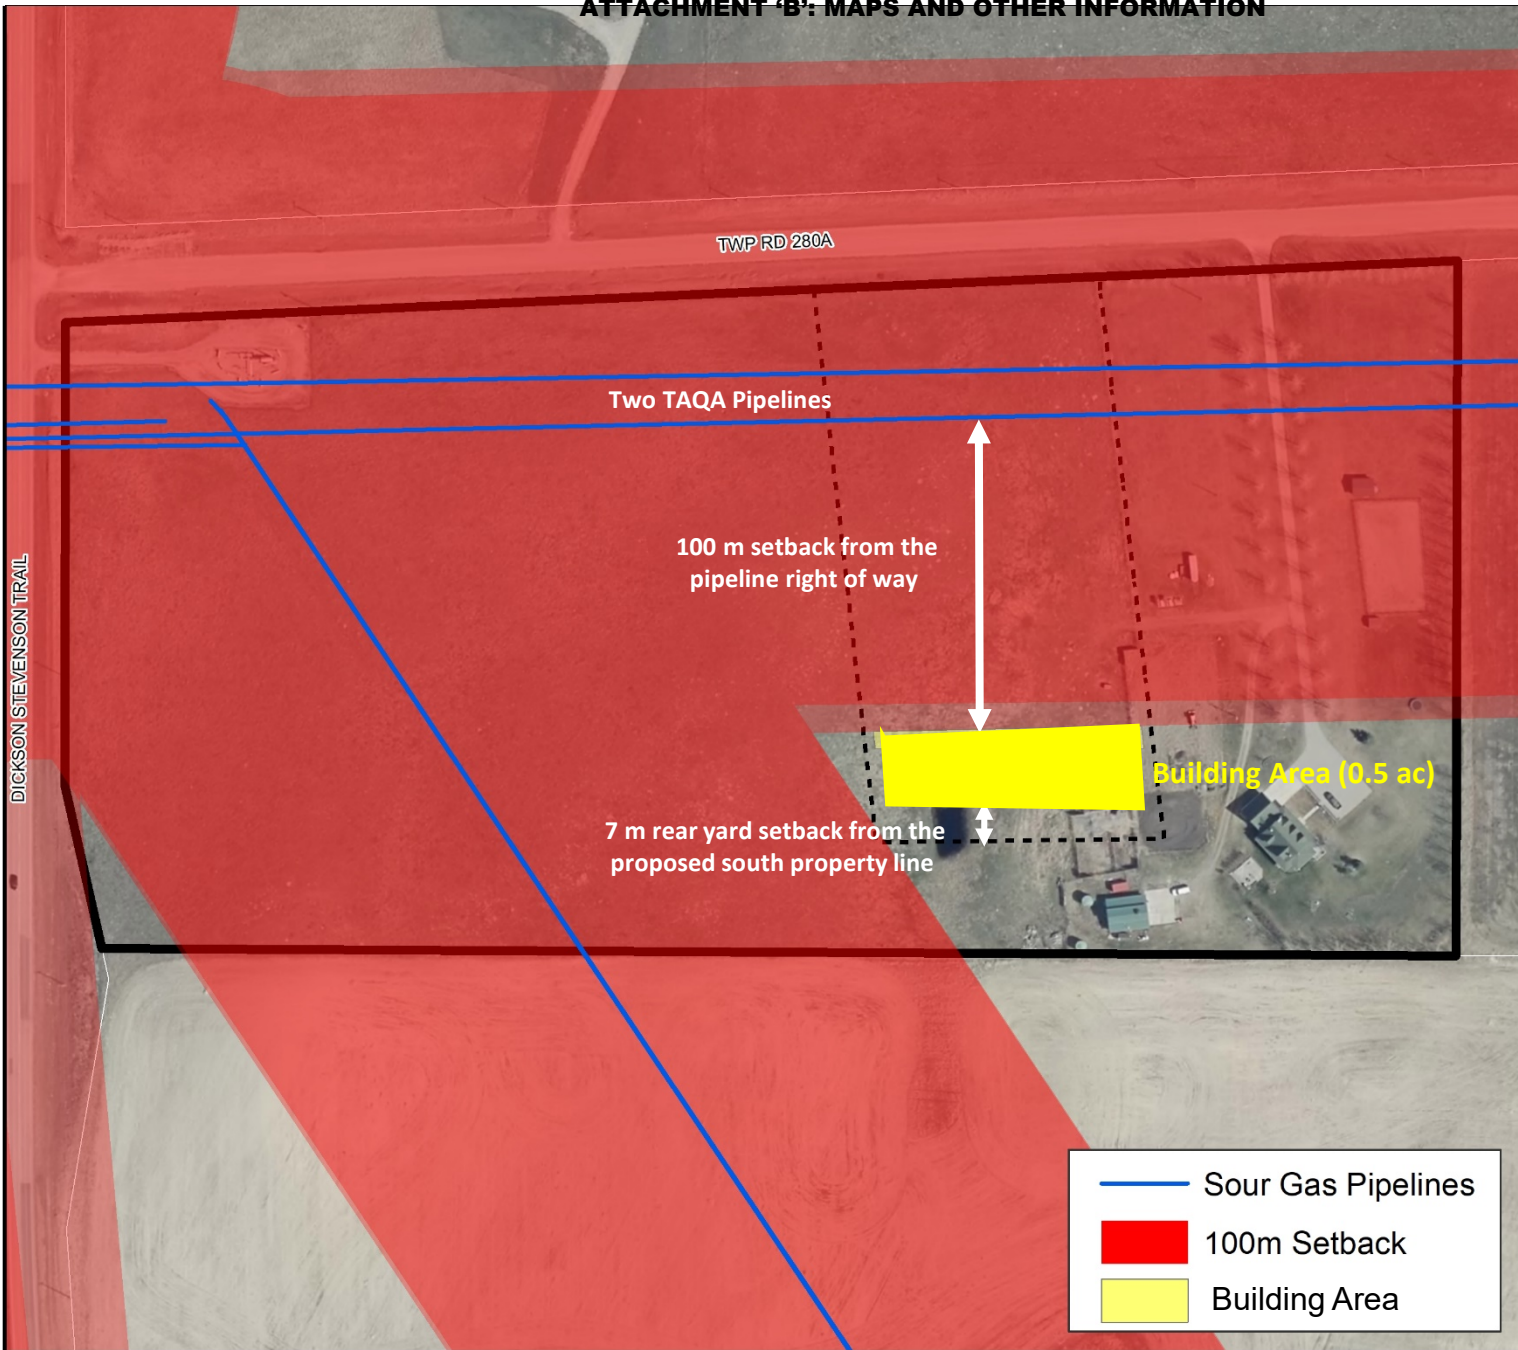 ATTACHMENT ‘B’: MAPS AND OTHER INFORMATION
TWP RD 280A
Two TAQA Pipelines
100 m setback from the
pipeline right of way
DICKSON STEVENSON TRAIL
Building Area (0.5 ac)
7 m rear yard setback from the
proposed south property line
Sour Gas Pipelines
100m Setback
Building Area